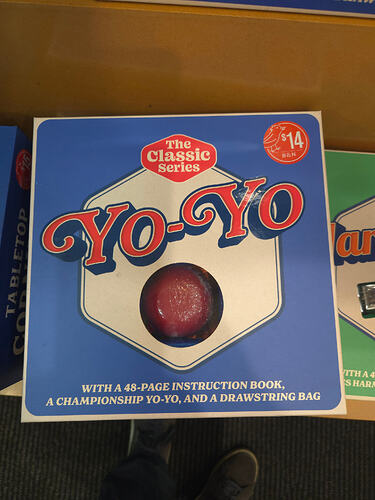 The
Classic
Series
$14
B&N
YO-YO
WITH A 48-PAGE INSTRUCTION BOOK,
A CHAMPIONSHIP YO-YO, AND A DRAWSTRING BAG
TABLETOP